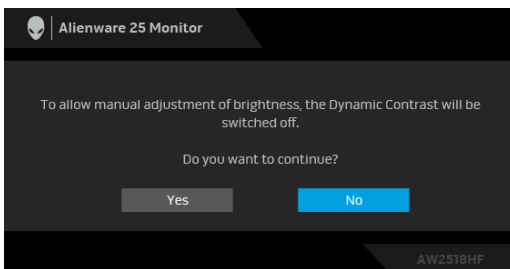 Alienware 25 Monitor
To allow manual adjustment of brightness, the Dynamic Contrast will be
switched off.
Do you want to continue?
Yes
No
AW2518HF